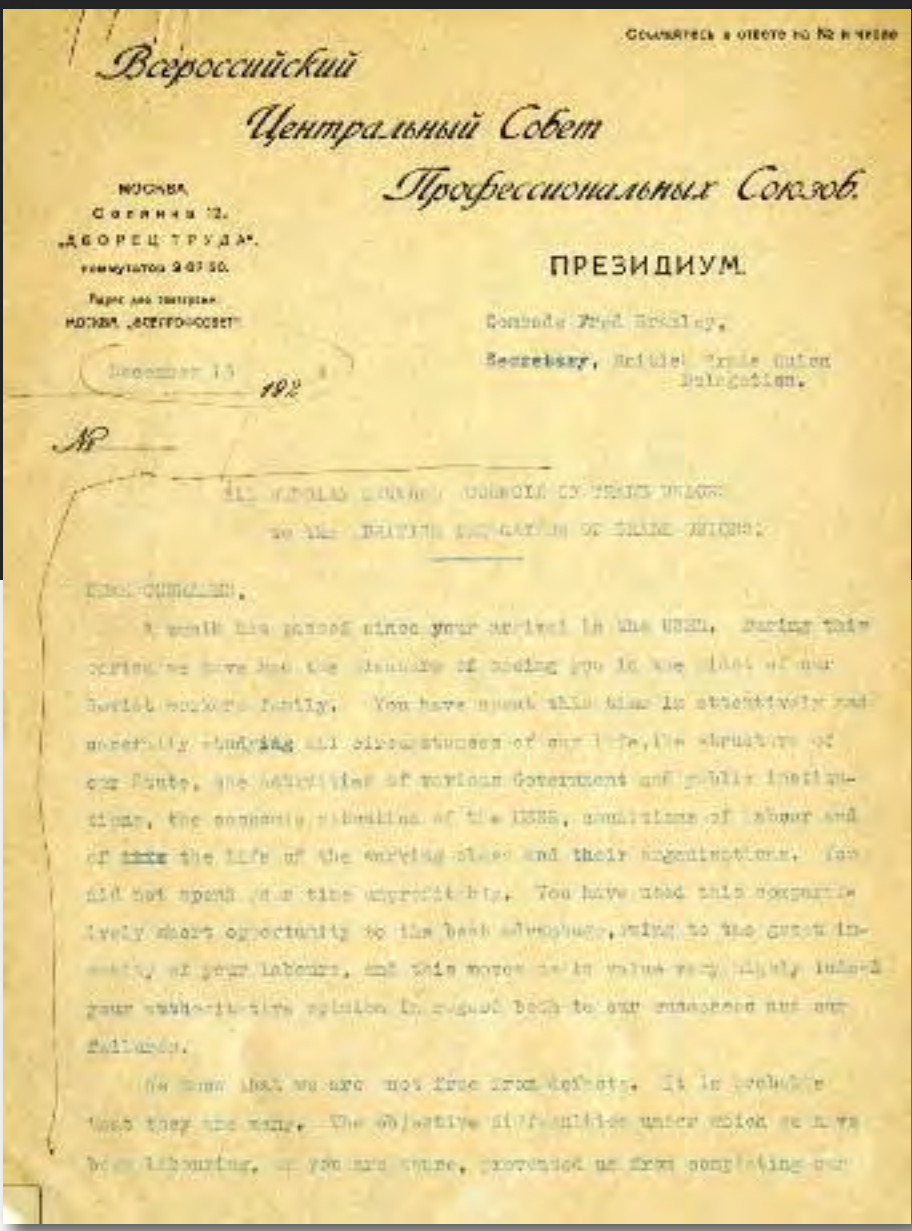 Ссылайтесь в ответе на № и число
Всероссийский
Центральный Совет
Профессиональных Союзов.
МОСКВА
Солянка 12.
„ДВОРЕЦ ТРУДА“.
коммутатор
Адрес для телеграмм
МОСКВА „ВСЕПРОФСОВЕТ“
ПРЕЗИДИУМ.
Comrade Fred Bramley,
Secretary, British Trade Union
Delegation.
December 15 192 4
№
COUNCIL OF TRADE UNIONS
to the BRITISH DELEGATION OF TRADE UNIONS.
DEAR COMRADES,
A month has passed since your arrival in the USSR. During this
period we have had the pleasure of seeing you in the midst of our
Soviet workers family. You have spent this time in attentively and
carefully studying all circumstances of our life, the structure of
our State, the activities of various Government and public institu-
tions, the economic situation of the USSR, conditions of labour and
of the life of the working class and their organisations. You
did not spend your time unprofitably. You have used this comparati-
vely short opportunity to the best advantage, owing to the great in-
of your labours, and this moves us to value very highly indeed
your authoritative opinion in regard both to our successes and our
failures.
We know that we are not free from defects. It is probable
that they are many. The objective difficulties under which we have
been labouring, as you are aware, prevented us from completing our